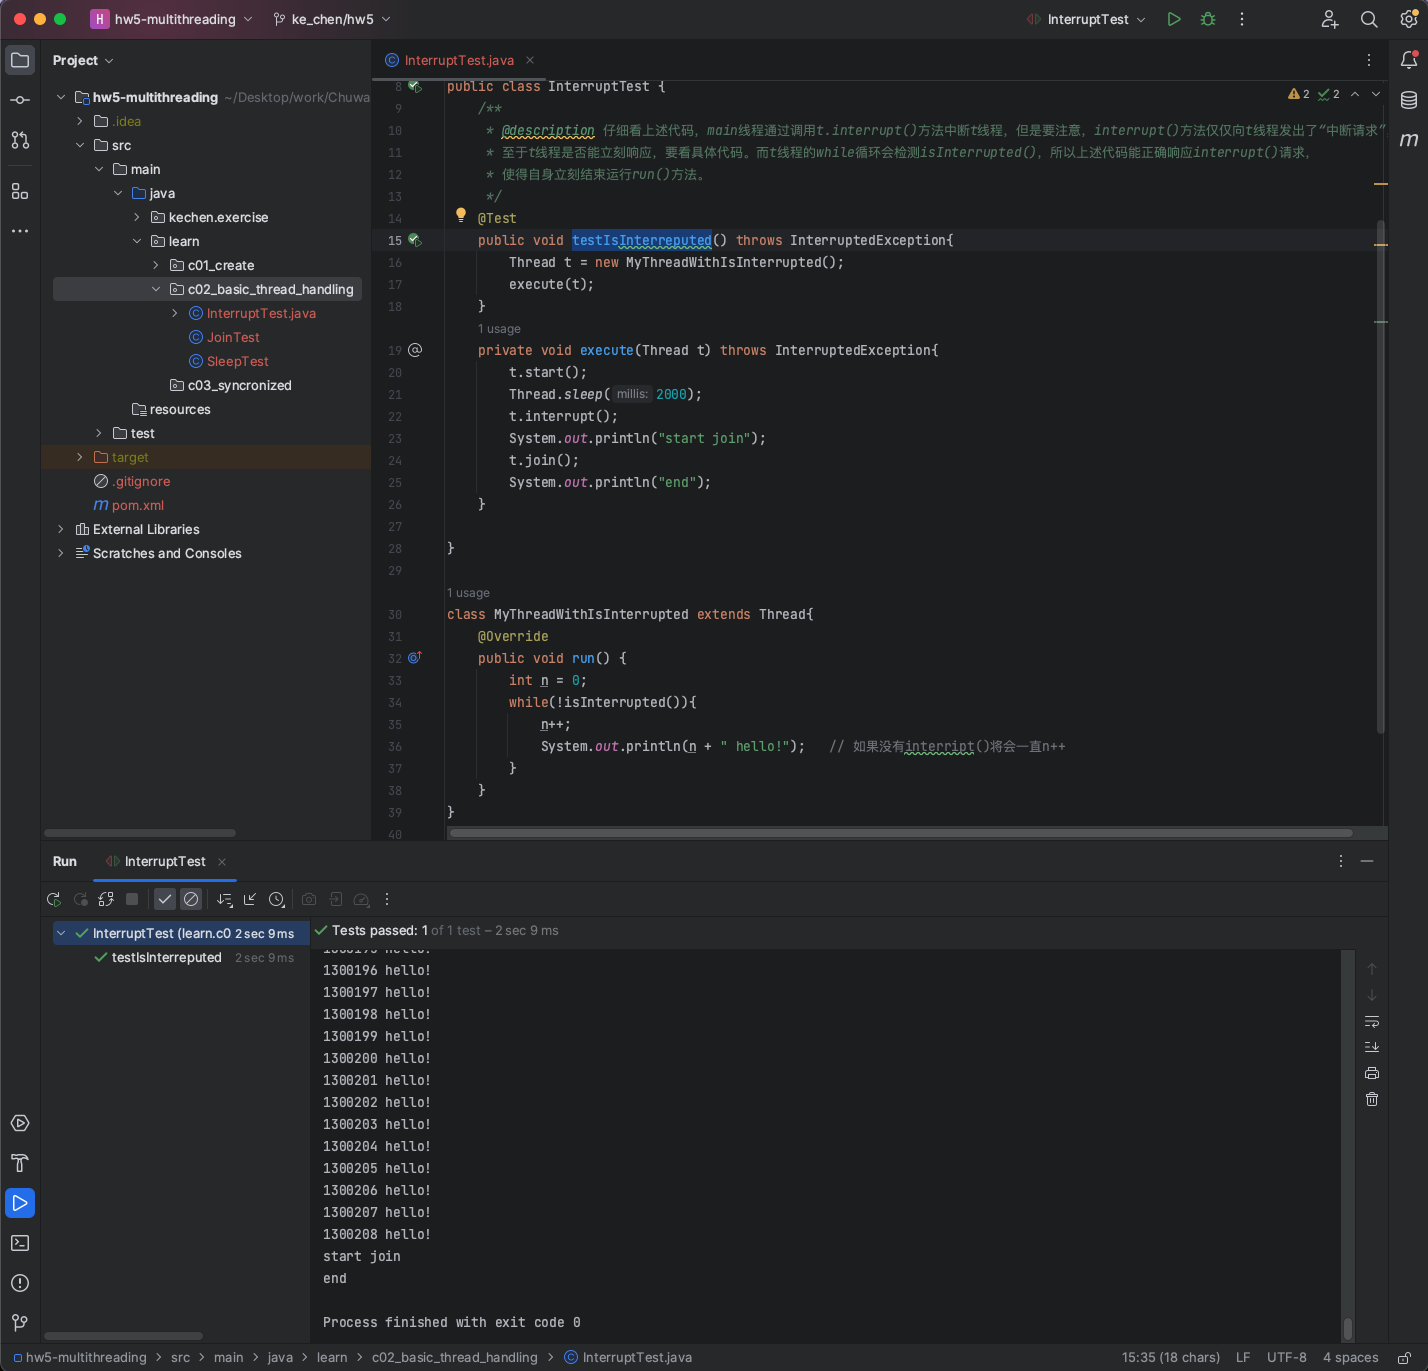 H hw5-multithreading ke_chen/hw5 InterruptTest
Project
hw5-multithreading ~/Desktop/work/Chuwa
.idea
src
main
java
kechen.exercise
learn
c01_create
c02_basic_thread_handling
InterruptTest.java
JoinTest
SleepTest
c03_syncronized
resources
test
target
.gitignore
m pom.xml
External Libraries
Scratches and Consoles
InterruptTest.java
2 2
8 public class InterruptTest {
9 /**
10 * @description 仔细看上述代码，main线程通过调用t.interrupt()方法中断t线程，但是要注意，interrupt()方法仅仅向t线程发出了“中断请求”
11 * 至于t线程是否能立刻响应，要看具体代码。而t线程的while循环会检测isInterrupted()，所以上述代码能正确响应interrupt()请求，
12 * 使得自身立刻结束运行run()方法。
13 */
14 @Test
15 public void testIsInterreputed() throws InterruptedException{
16 Thread t = new MyThreadWithIsInterrupted();
17 execute(t);
18 }
1 usage
19 private void execute(Thread t) throws InterruptedException{
20 t.start();
21 Thread.sleep( millis: 2000);
22 t.interrupt();
23 System.out.println("start join");
24 t.join();
25 System.out.println("end");
26 }
27
28 }
29
1 usage
30 class MyThreadWithIsInterrupted extends Thread{
31 @Override
32 public void run() {
33 int n = 0;
34 while(!isInterrupted()){
35 n++;
36 System.out.println(n + " hello!"); // 如果没有interript()将会一直n++
37 }
38 }
39 }
40
m
Run InterruptTest
InterruptTest (learn.c0 2 sec 9 ms
testIsInterreputed 2 sec 9 ms
Tests passed: 1 of 1 test – 2 sec 9 ms
1300195 hello!
1300196 hello!
1300197 hello!
1300198 hello!
1300199 hello!
1300200 hello!
1300201 hello!
1300202 hello!
1300203 hello!
1300204 hello!
1300205 hello!
1300206 hello!
1300207 hello!
1300208 hello!
start join
end
Process finished with exit code 0
hw5-multithreading > src > main > java > learn > c02_basic_thread_handling > InterruptTest.java 15:35 (18 chars) LF UTF-8 4 spaces